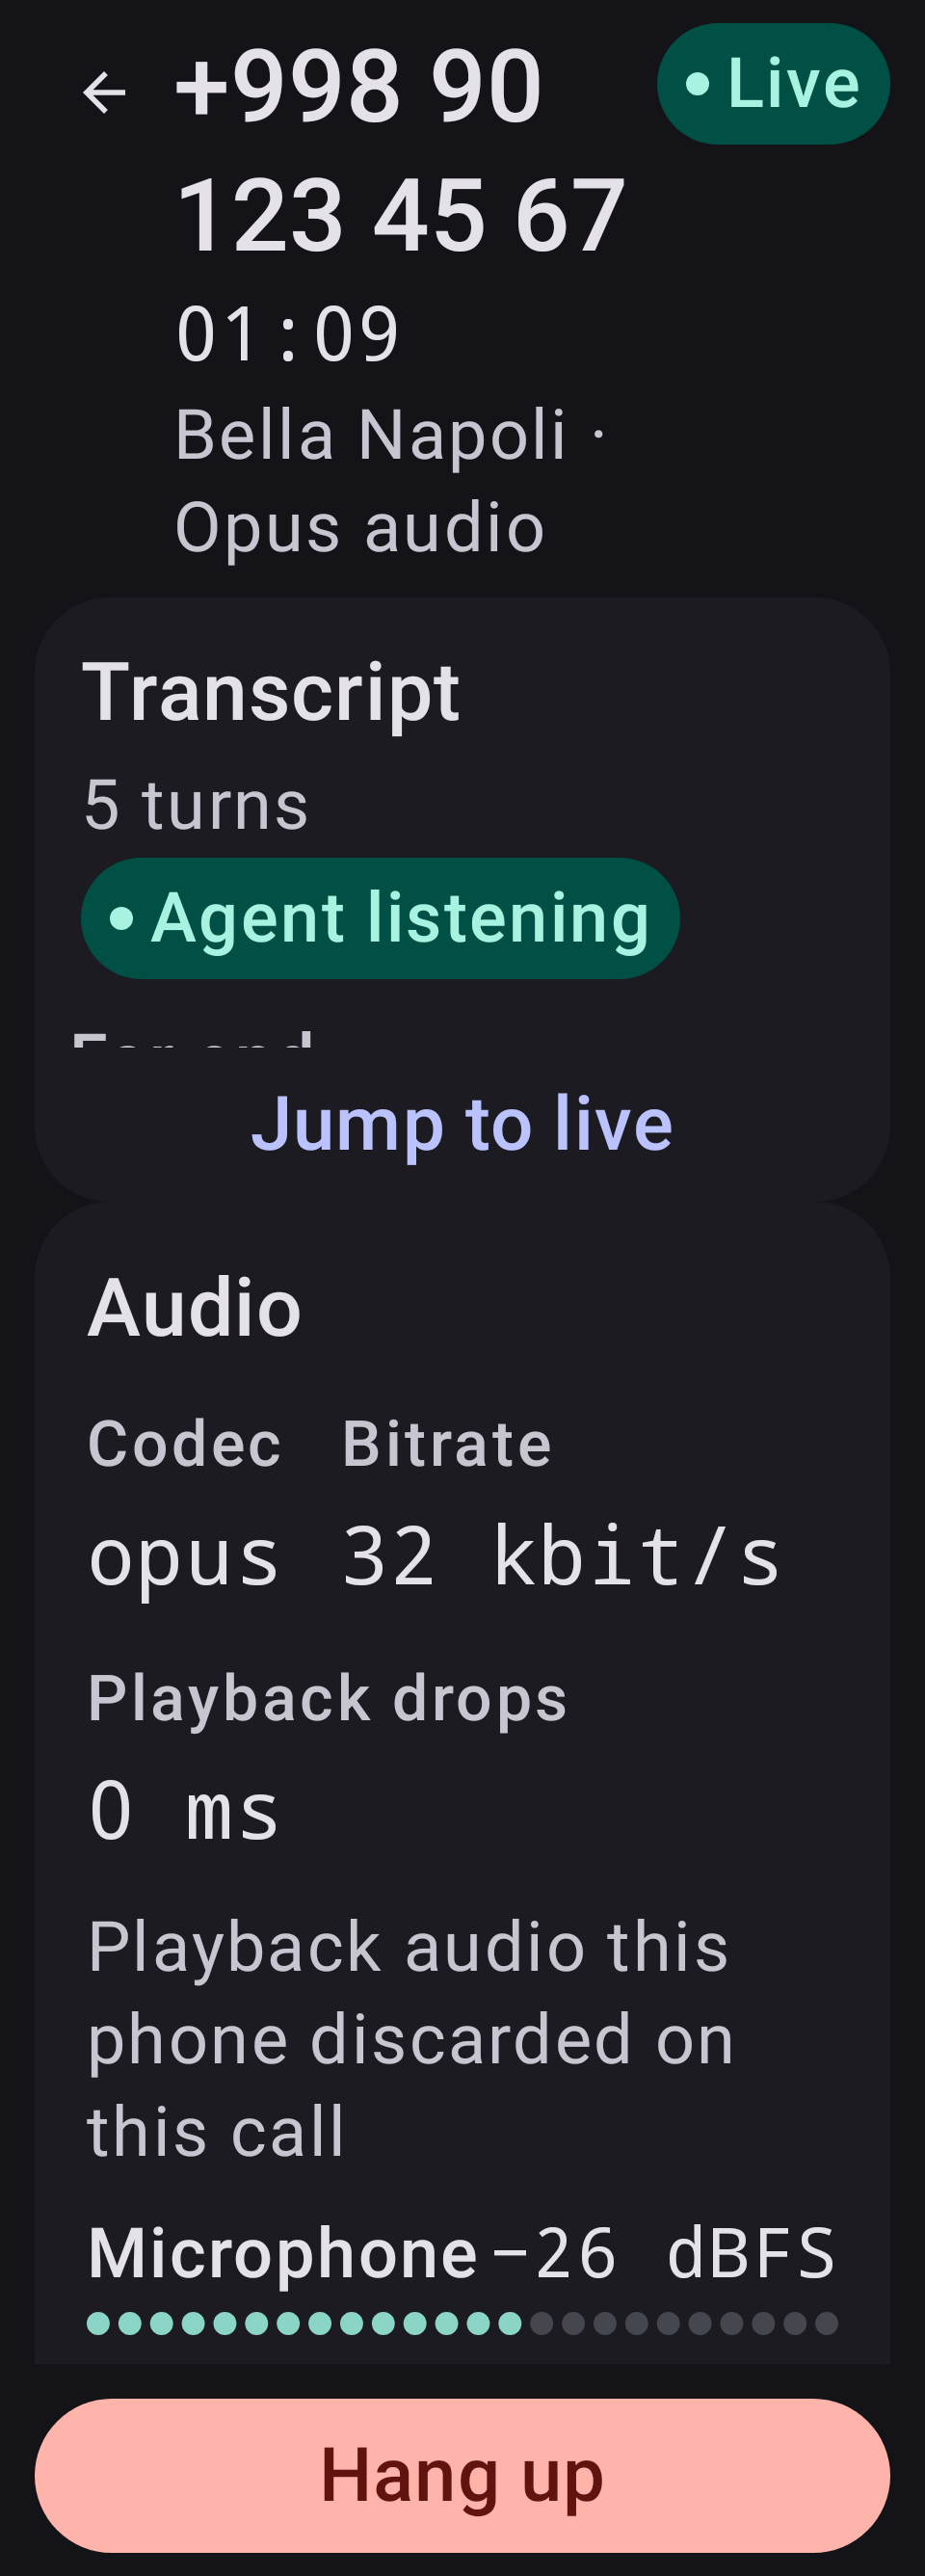 +998 90
123 45 67
Live
01:09
Bella Napoli ·
Opus audio
Transcript
5 turns
Agent listening
Jump to live
Audio
Codec Bitrate
opus 32 kbit/s
Playback drops
0 ms
Playback audio this
phone discarded on
this call
Microphone −26 dBFS
Hang up